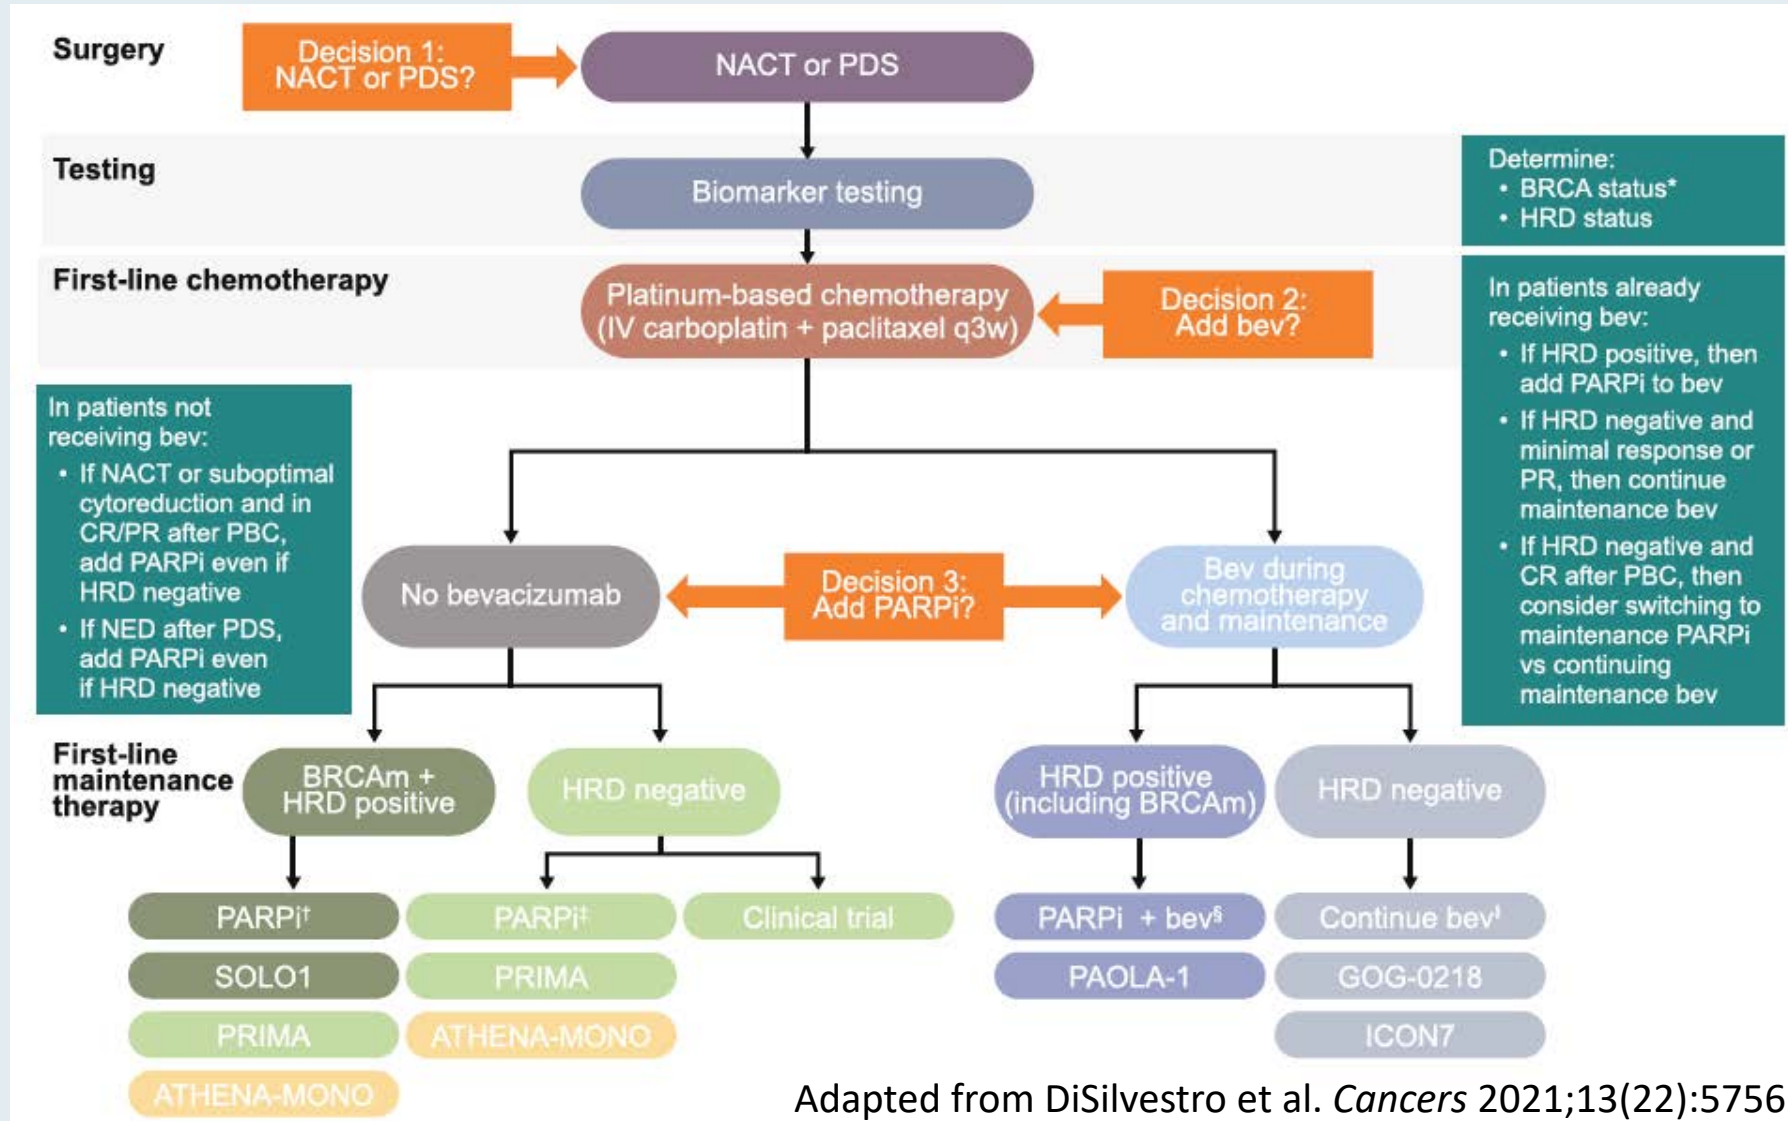 Surgery
Decision 1:
NACT or PDS?
NACT or PDS
Testing
Biomarker testing
Determine:
• BRCA status*
• HRD status
First-line chemotherapy
Platinum-based chemotherapy
(IV carboplatin + paclitaxel q3w)
Decision 2:
Add bev?
In patients already
receiving bev:
• If HRD positive, then
add PARPi to bev
• If HRD negative and
minimal response or
PR, then continue
maintenance bev
• If HRD negative and
CR after PBC, then
consider switching to
maintenance PARPi
vs continuing
maintenance bev
In patients not
receiving bev:
• If NACT or suboptimal
cytoreduction and in
CR/PR after PBC,
add PARPi even if
HRD negative
• If NED after PDS,
add PARPi even
if HRD negative
No bevacizumab
Decision 3:
Add PARPi?
Bev during
chemotherapy
and maintenance
First-line
maintenance
therapy
BRCAm +
HRD positive
HRD negative
HRD positive
(including BRCAm)
HRD negative
PARPi†
PARPi‡
Clinical trial
PARPi + bev§
Continue bev‖
SOLO1
PRIMA
PAOLA-1
GOG-0218
PRIMA
ATHENA-MONO
ICON7
ATHENA-MONO
Adapted from DiSilvestro et al. Cancers 2021;13(22):5756